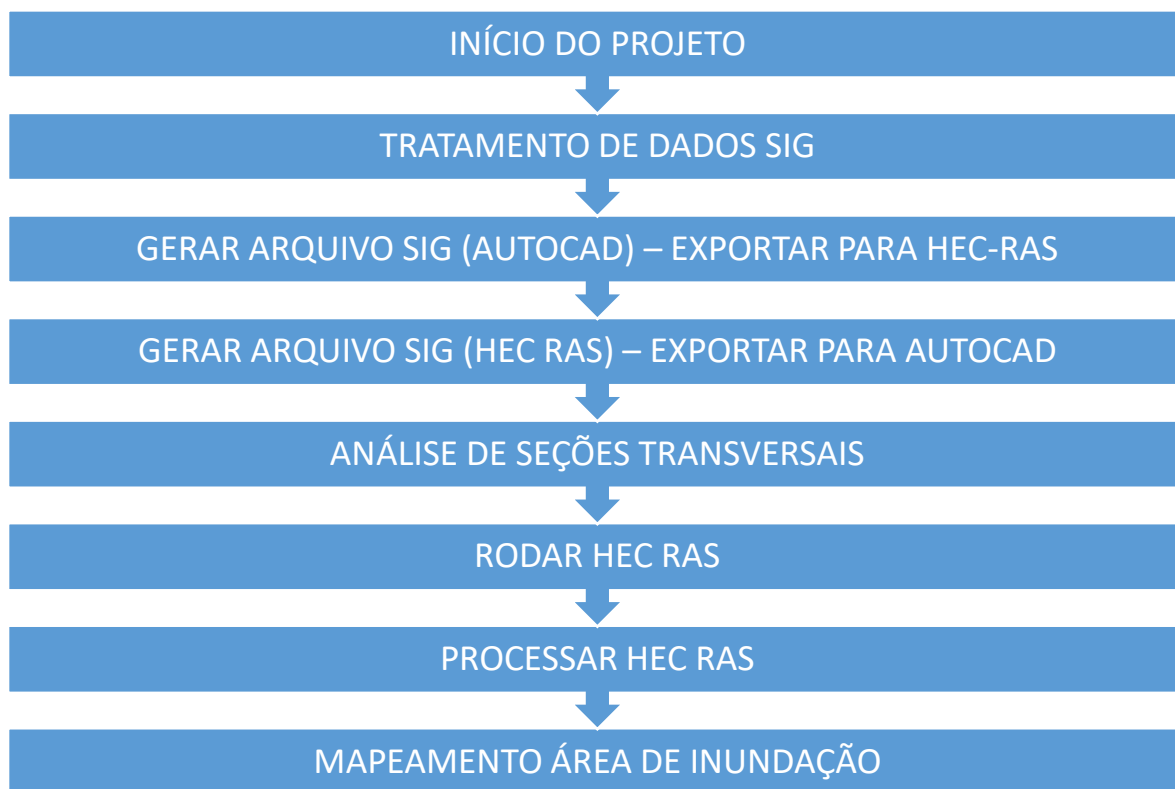 INÍCIO DO PROJETO
TRATAMENTO DE DADOS SIG
GERAR ARQUIVO SIG (AUTOCAD) – EXPORTAR PARA HEC-RAS
GERAR ARQUIVO SIG (HEC RAS) – EXPORTAR PARA AUTOCAD
ANÁLISE DE SEÇÕES TRANSVERSAIS
RODAR HEC RAS
PROCESSAR HEC RAS
MAPEAMENTO ÁREA DE INUNDAÇÃO